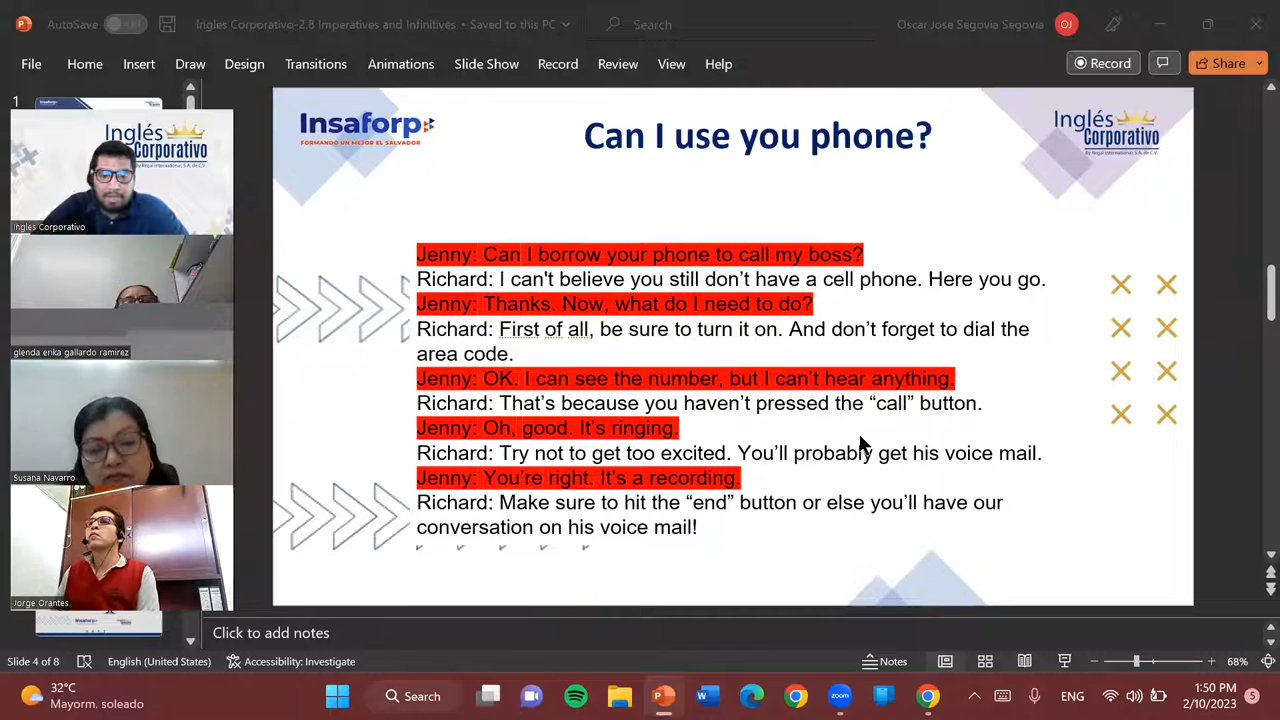 AutoSave Off Ingles Corporativo-2.8 Imperatives and Infinitives • Saved to this PC Search Oscar Jose Segovia Segovia OJ
File Home Insert Draw Design Transitions Animations Slide Show Record Review View Help Record Share
1
Inglés
Corporativo
Ingles Corporativo
glenda erika gallardo ramirez
Susana Navarro
Jorge Orantes
Insaforp
FORMANDO UN MEJOR EL SALVADOR
Can I use you phone?
Inglés
Corporativo
By Regal International, S.A. de C.V.
Jenny: Can I borrow your phone to call my boss?
Richard: I can't believe you still don’t have a cell phone. Here you go.
Jenny: Thanks. Now, what do I need to do?
Richard: First of all, be sure to turn it on. And don’t forget to dial the
area code.
Jenny: OK. I can see the number, but I can’t hear anything.
Richard: That’s because you haven’t pressed the “call” button.
Jenny: Oh, good. It’s ringing.
Richard: Try not to get too excited. You’ll probably get his voice mail.
Jenny: You’re right. It’s a recording.
Richard: Make sure to hit the “end” button or else you’ll have our
conversation on his voice mail!
Click to add notes
Slide 4 of 8 English (United States) Accessibility: Investigate Notes 68%
32°C
Mayorm. soleado
Search
zoom
ENG
1:50 PM
2/10/2023
5